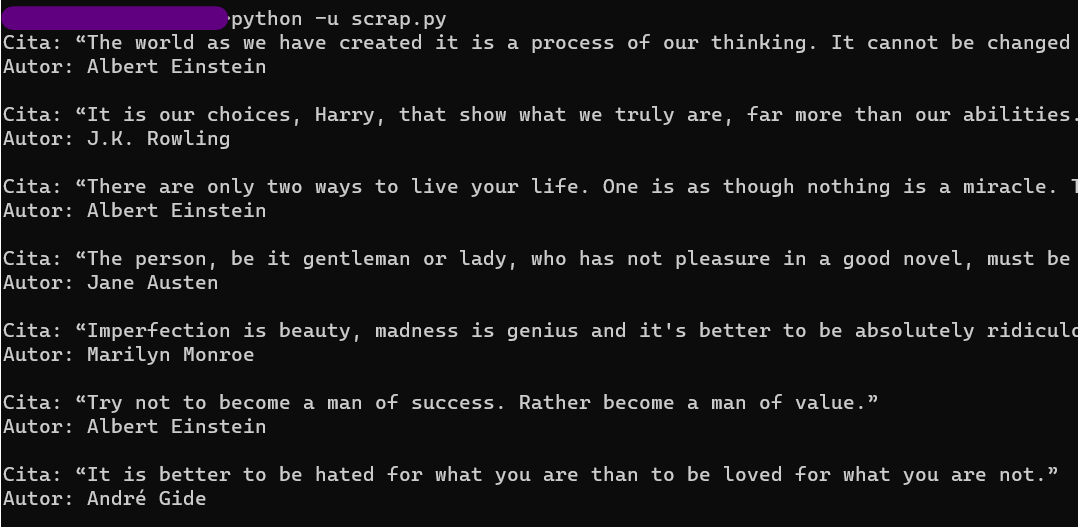 python -u scrap.py
Cita: “The world as we have created it is a process of our thinking. It cannot be changed
Autor: Albert Einstein
Cita: “It is our choices, Harry, that show what we truly are, far more than our abilities.
Autor: J.K. Rowling
Cita: “There are only two ways to live your life. One is as though nothing is a miracle.
Autor: Albert Einstein
Cita: “The person, be it gentleman or lady, who has not pleasure in a good novel, must be
Autor: Jane Austen
Cita: “Imperfection is beauty, madness is genius and it's better to be absolutely
Autor: Marilyn Monroe
Cita: “Try not to become a man of success. Rather become a man of value.”
Autor: Albert Einstein
Cita: “It is better to be hated for what you are than to be loved for what you are not.”
Autor: André Gide